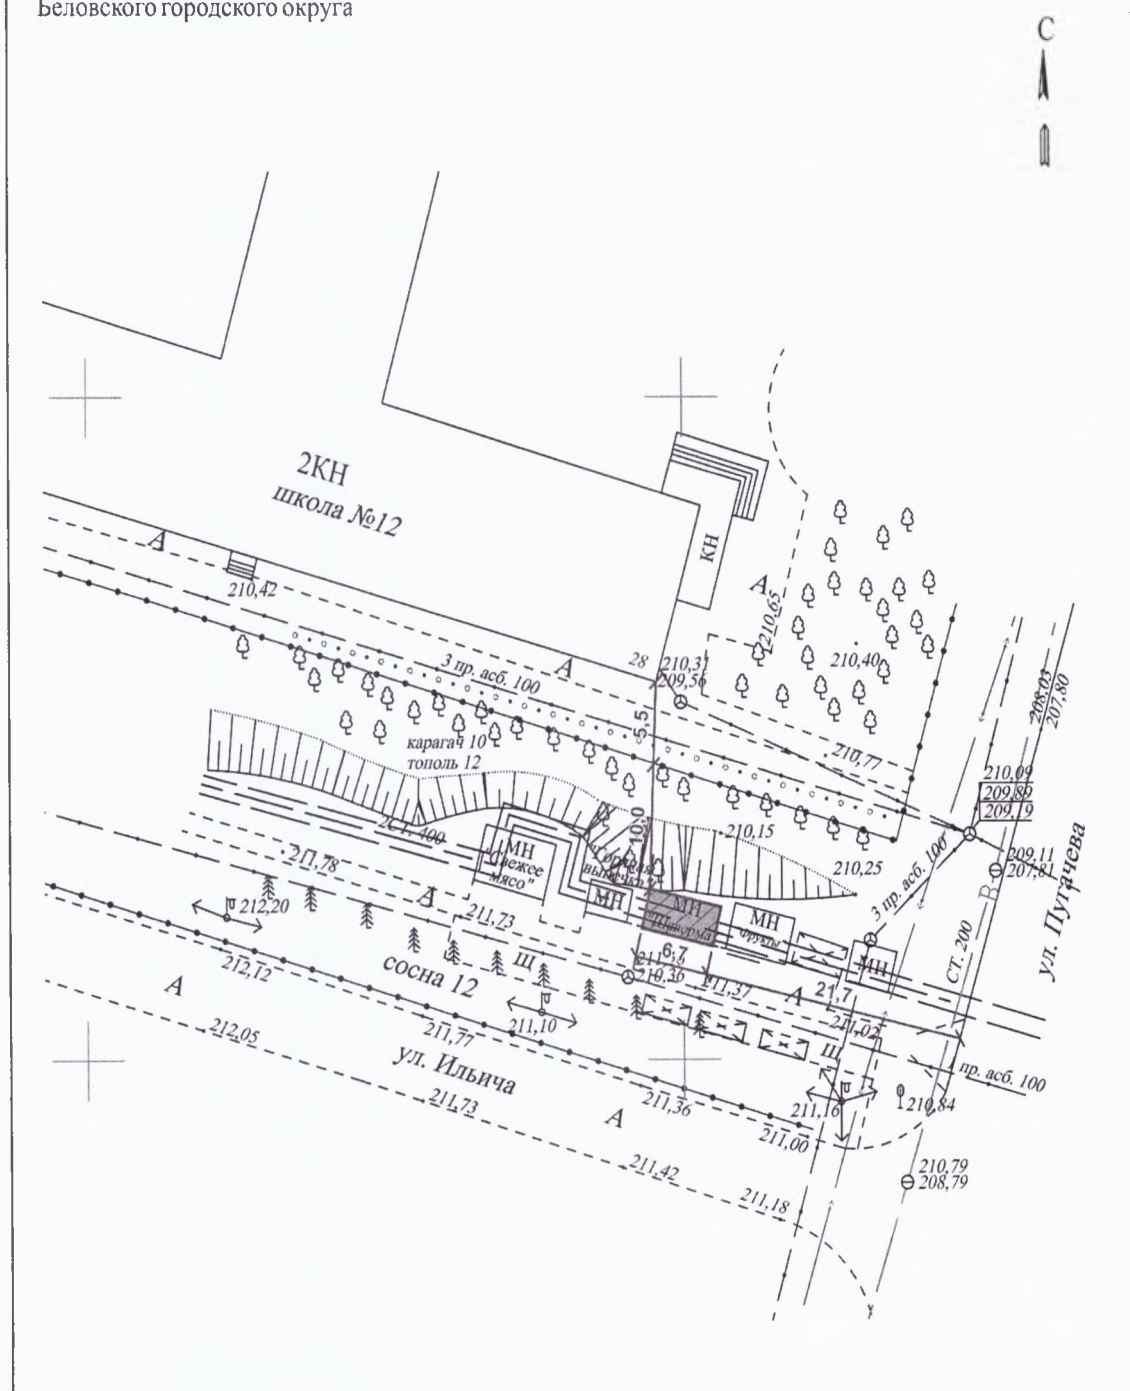 Беловского городского округа
С
2КН
школа №12
А
210,42
КН
А
210,65
А
28
210,31
209,56
3 пр. асб. 100
210,40
208,03
207,80
5,5
карагач 10
тополь 12
210,77
210,09
209,89
209,19
2ст. 400
10,0
210,15
210,25
209,11
207,81
МН
"Свежее
мясо"
3 пр. асб. 100
В
ул. Пугачева
211,78
МН
МН
"Шаворма"
МН
Фрукты
МН
ст. 200
212,20
А
211,73
212,12
Щ
сосна 12
6,7
210,36
211,37
А
21,7
211,02
А
212,05
211,10
211,77
ул. Ильича
Щ
пр. асб. 100
211,73
А
211,36
211,16
210,84
211,00
211,42
211,18
210,79
208,79